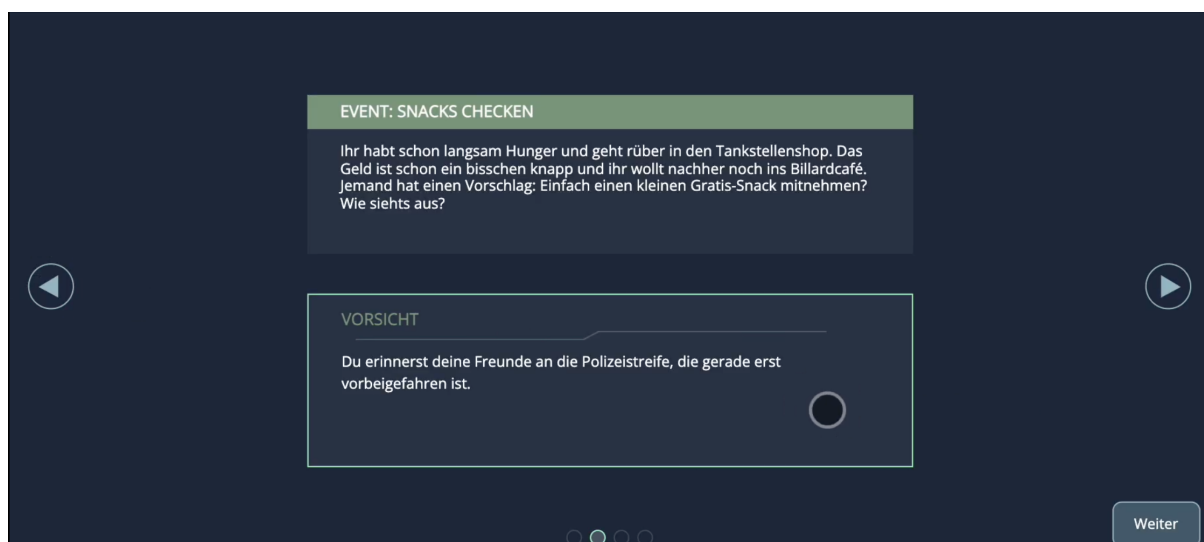 EVENT: SNACKS CHECKEN
Ihr habt schon langsam Hunger und geht rüber in den Tankstellenshop. Das
Geld ist schon ein bisschen knapp und ihr wollt nachher noch ins Billardcafé.
Jemand hat einen Vorschlag: Einfach einen kleinen Gratis-Snack mitnehmen?
Wie siehts aus?
VORSICHT
Du erinnerst deine Freunde an die Polizeistreife, die gerade erst
vorbeigefahren ist.
Weiter